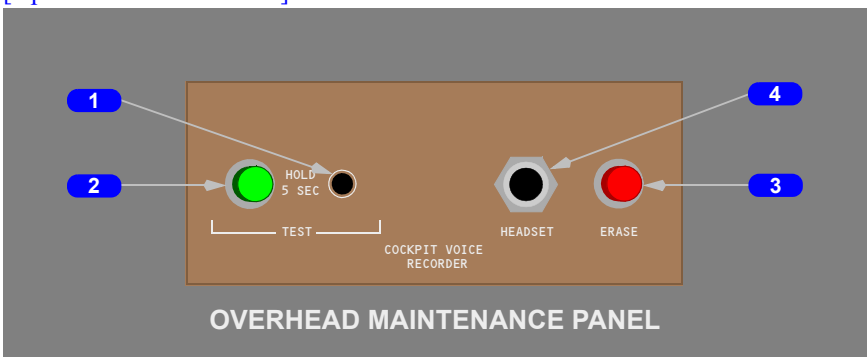 1
4
2
HOLD
5 SEC
3
TEST
HEADSET
ERASE
COCKPIT VOICE
RECORDER
OVERHEAD MAINTENANCE PANEL